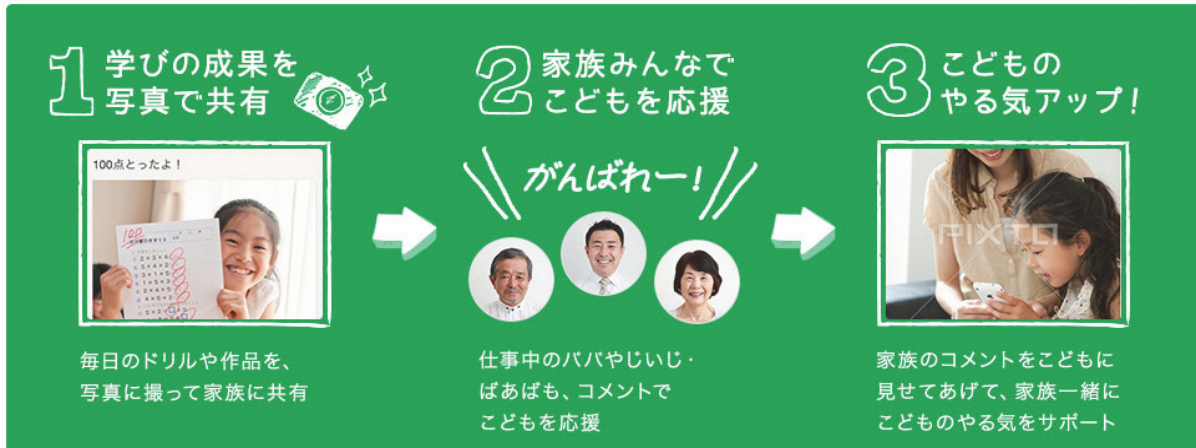 1 学びの成果を
写真で共有
100点とったよ！
100
2×3×4
毎日のドリルや作品を、
写真に撮って家族に共有
2 家族みんなで
こどもを応援
がんばれー！
仕事中のパパやじいじ・
ばあばも、コメントで
こどもを応援
3 こどもの
やる気アップ！
PIXTA
家族のコメントをこどもに
見せてあげて、家族一緒に
こどものやる気をサポート